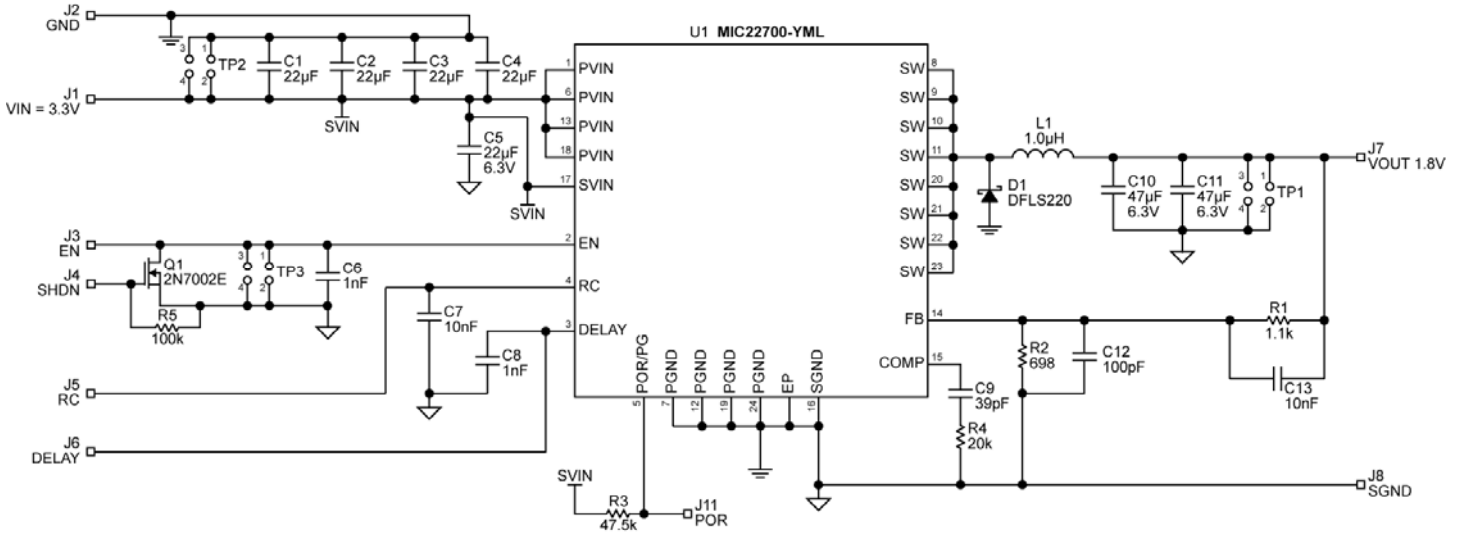 J2
GND
J1
VIN = 3.3V
3
1
4
2
TP2
C1
22µF
C2
22µF
C3
22µF
C4
22µF
SVIN
C5
22µF
6.3V
SVIN
J3
EN
J4
SHDN
Q1
2N7002E
R5
100k
3
1
4
2
TP3
C6
1nF
C7
10nF
C8
1nF
J5
RC
J6
DELAY
U1 MIC22700-YML
1
PVIN
6
PVIN
13
PVIN
18
PVIN
17
SVIN
2
EN
4
RC
3
DELAY
POR/PG
PGND
PGND
PGND
PGND
EP
SGND
5
7
12
19
24
16
SW
8
SW
9
SW
10
SW
11
SW
20
SW
21
SW
22
SW
23
FB
14
COMP
15
SVIN
R3
47.5k
J11
POR
L1
1.0µH
D1
DFLS220
C10
47µF
6.3V
C11
47µF
6.3V
3
1
4
2
TP1
J7
VOUT 1.8V
R1
1.1k
R2
698
C12
100pF
C13
10nF
C9
39pF
R4
20k
J8
SGND